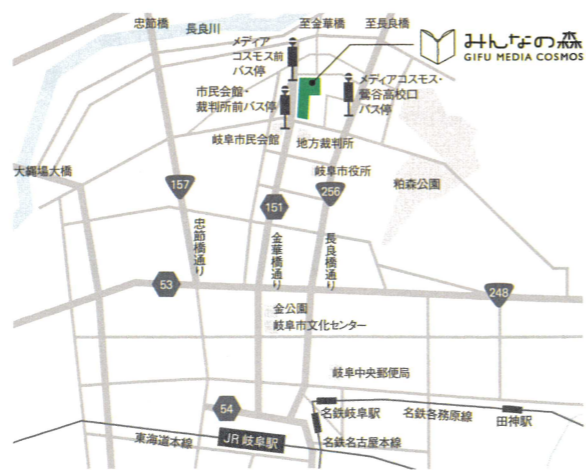 忠節橋
長良川
至金華橋
至長良橋
みんなの森
GIFU MEDIA COSMOS
メディア
コスモス前
バス停
市民会館・
裁判所前バス停
メディアコスモス・
鶯谷高校口
バス停
岐阜市民会館
地方裁判所
大縄場大橋
岐阜市役所
粕森公園
157
151
256
忠節橋通り
金華橋通り
長良橋通り
53
248
金公園
岐阜市文化センター
岐阜中央郵便局
54
名鉄岐阜駅
名鉄各務原線
田神駅
東海道本線
JR岐阜駅
名鉄名古屋本線